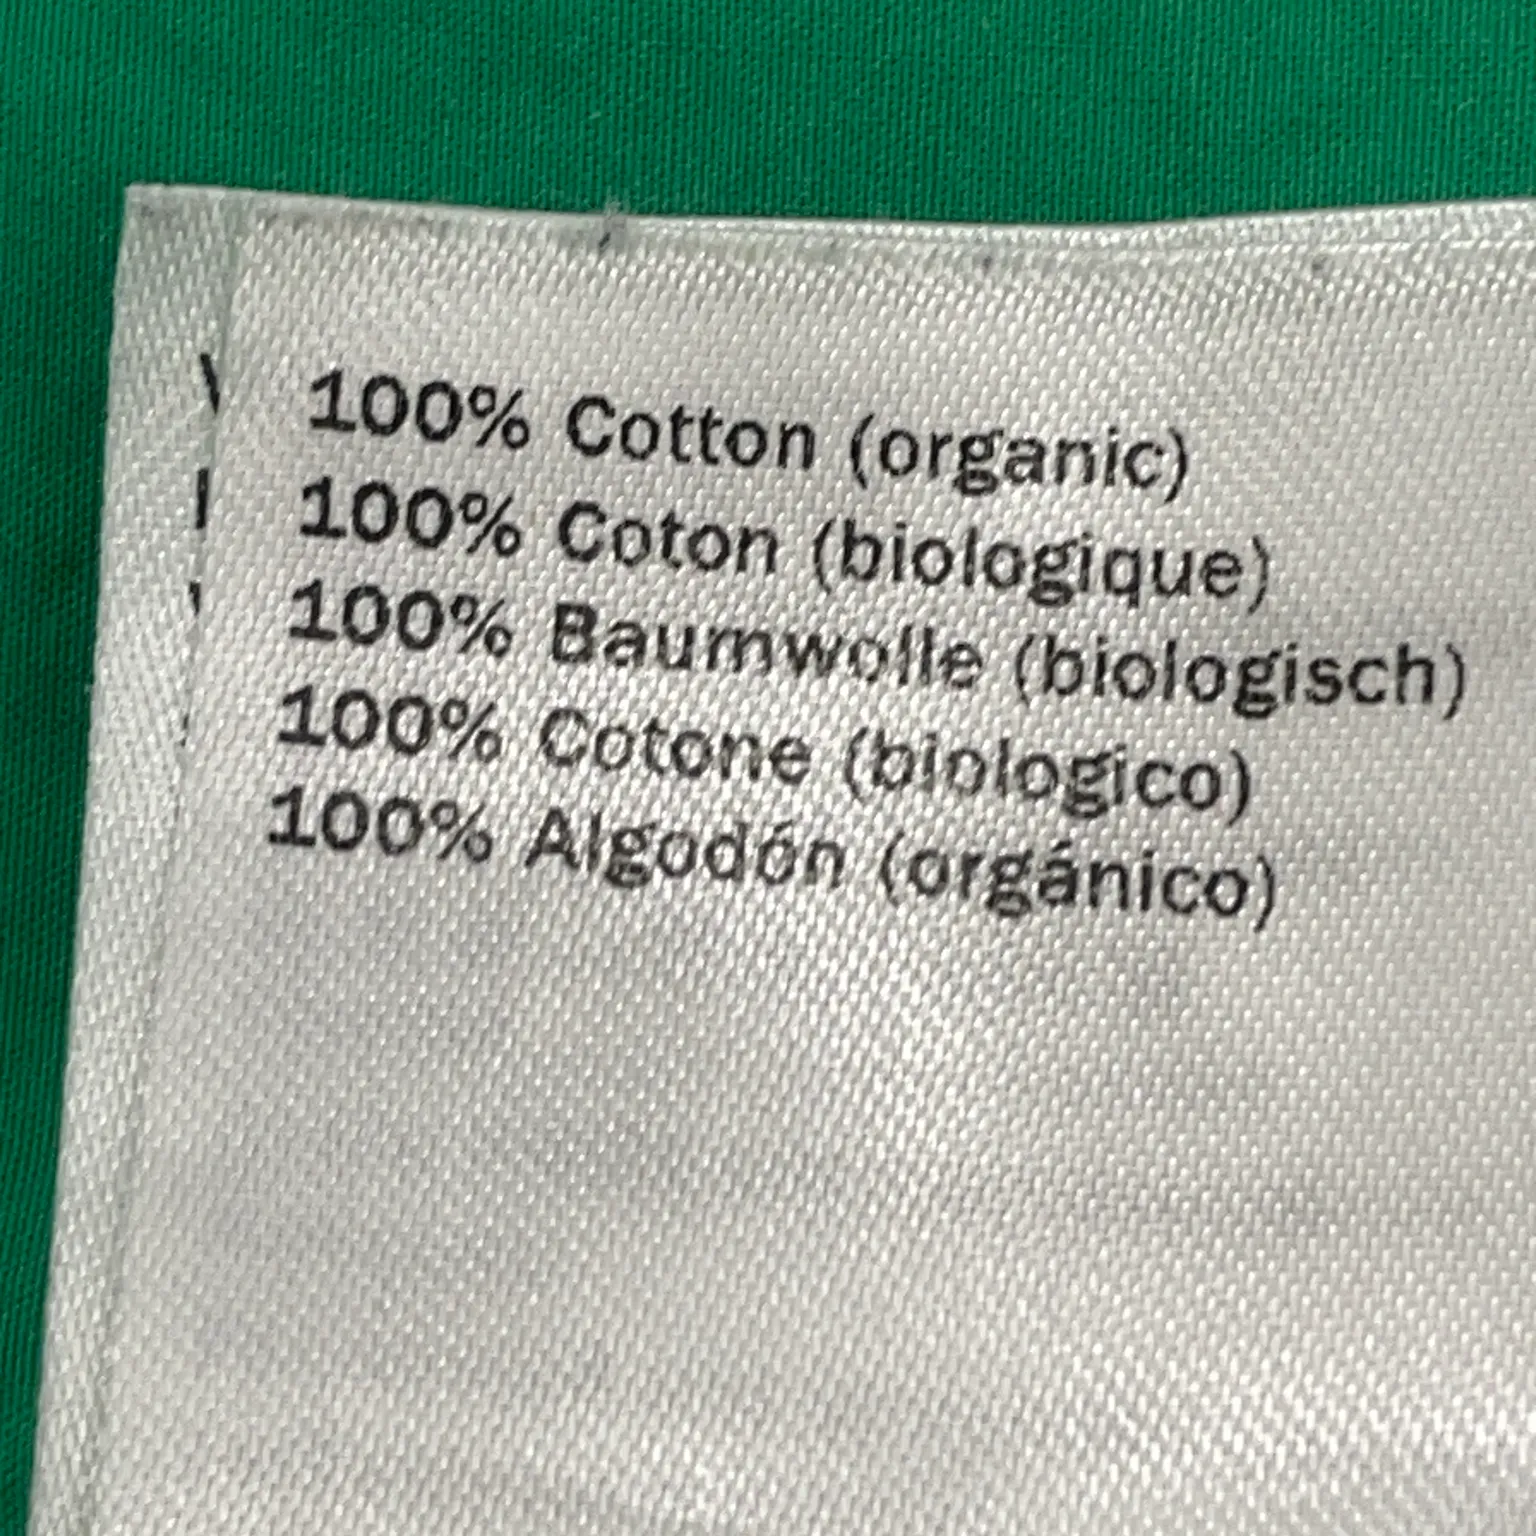 100% Cotton (organic)
100% Coton (biologique)
100% Baumwolle (biologisch)
100% Cotone (biologico)
100% Algodón (orgánico)